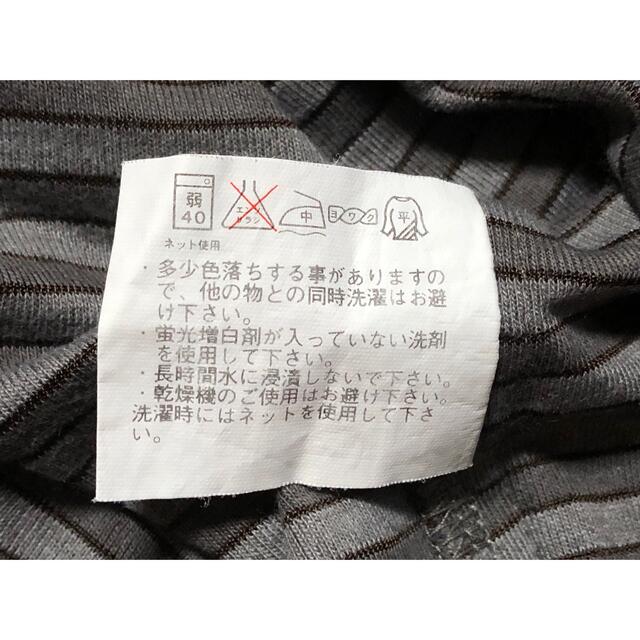 弱 エンソ 中 ヨワク 平
40 サラシ
ネット使用
・多少色落ちする事がありますの
で、他の物との同時洗濯はお避
け下さい。
・蛍光増白剤が入っていない洗剤
を使用して下さい。
・長時間水に浸漬しないで下さい。
・乾燥機のご使用はお避け下さい。
洗濯時にはネットを使用して下さ
い。